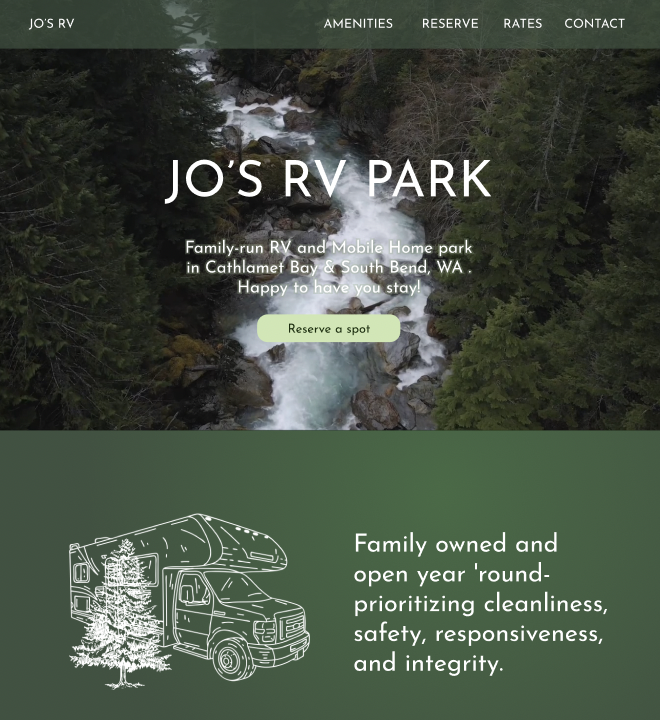 JO'S RV AMENITIES RESERVE RATES CONTACT
JO’S RV PARK
Family-run RV and Mobile Home park
in Cathlamet Bay & South Bend, WA .
Happy to have you stay!
Reserve a spot
Family owned and
open year 'round-
prioritizing cleanliness,
safety, responsiveness,
and integrity.